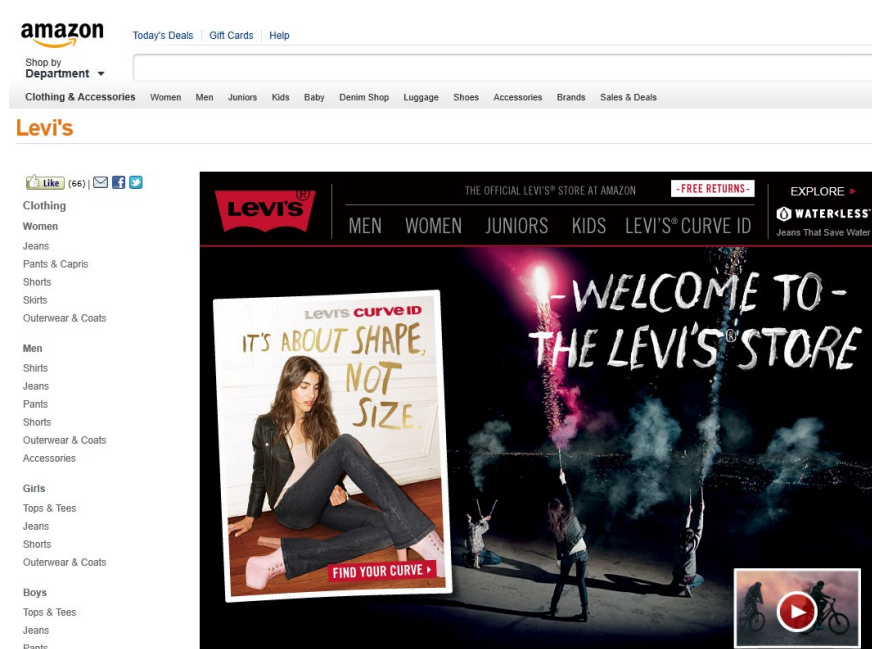 amazon
Today's Deals | Gift Cards | Help
Shop by
Department
Clothing & Accessories Women Men Juniors Kids Baby Denim Shop Luggage Shoes Accessories Brands Sales & Deals
Levi's
Like (66) |
Clothing
Women
Jeans
Pants & Capris
Shorts
Skirts
Outerwear & Coats
Men
Shirts
Jeans
Pants
Shorts
Outerwear & Coats
Accessories
Girls
Tops & Tees
Jeans
Shorts
Outerwear & Coats
Boys
Tops & Tees
Jeans
Pants
LEVI'S®
THE OFFICIAL LEVI'S® STORE AT AMAZON
-FREE RETURNS-
MEN WOMEN JUNIORS KIDS LEVI'S® CURVE ID
EXPLORE
WATER<LESS™
Jeans That Save Water
LEVI'S CURVE ID
IT'S ABOUT SHAPE,
NOT
SIZE.
FIND YOUR CURVE
-WELCOME TO-
THE LEVI'S® STORE